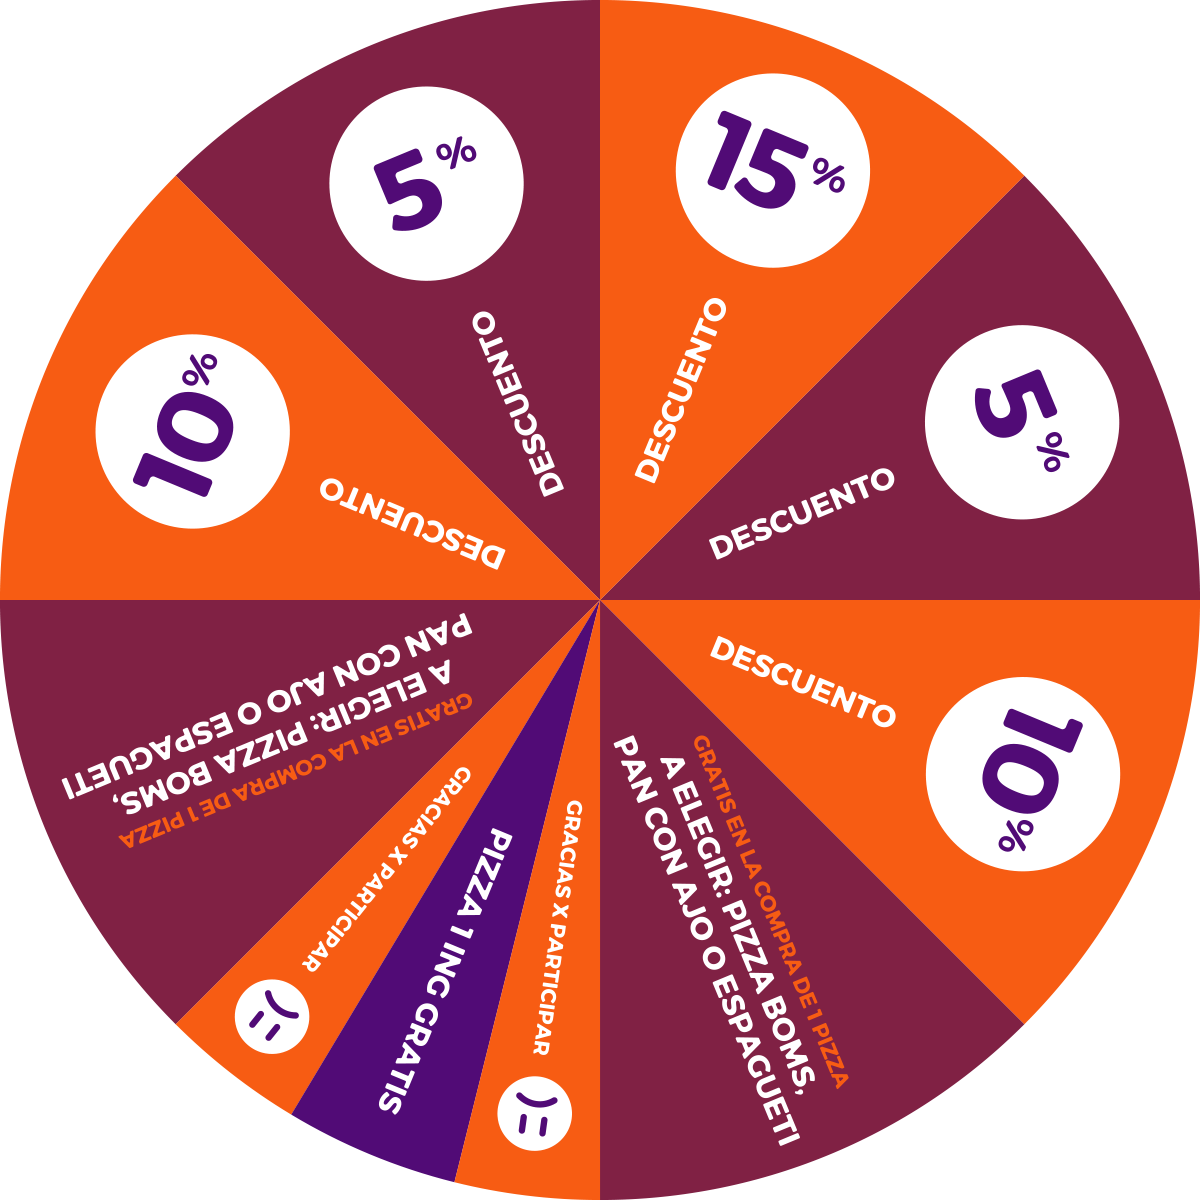 15%
DESCUENTO
5%
DESCUENTO
DESCUENTO
10%
GRATIS EN LA COMPRA DE 1 PIZZA
A ELEGIR: PIZZA BOMS,
PAN CON AJO O ESPAGUETI
GRACIAS X PARTICIPAR
PIZZA 1 ING GRATIS
GRACIAS X PARTICIPAR
GRATIS EN LA COMPRA DE 1 PIZZA
A ELEGIR: PIZZA BOMS,
PAN CON AJO O ESPAGUETI
10%
DESCUENTO
5%
DESCUENTO